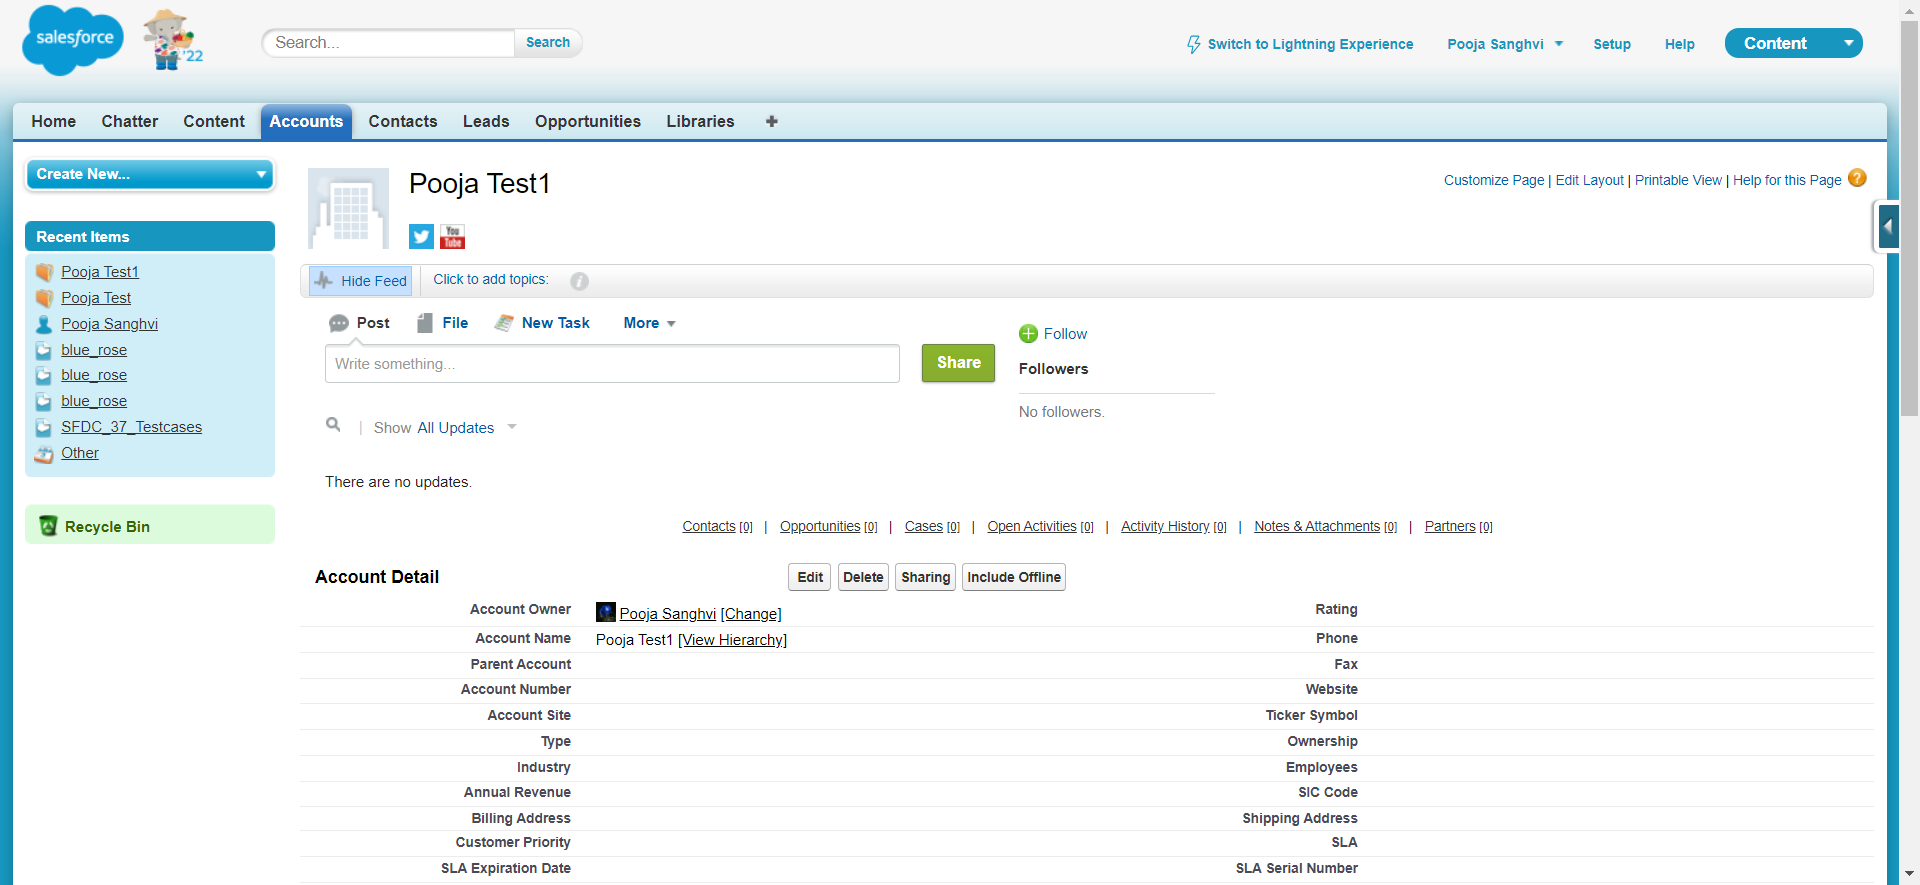 salesforce
'22
Search...
Search
Switch to Lightning Experience
Pooja Sanghvi
Setup
Help
Content
Home
Chatter
Content
Accounts
Contacts
Leads
Opportunities
Libraries
+
Create New...
Recent Items
Pooja Test1
Pooja Test
Pooja Sanghvi
blue_rose
blue_rose
blue_rose
SFDC_37_Testcases
Other
Recycle Bin
Pooja Test1
Customize Page | Edit Layout | Printable View | Help for this Page ?
You
Tube
Hide Feed
Click to add topics:
i
Post
File
New Task
More
Write something...
Share
Follow
Followers
No followers.
| Show All Updates
There are no updates.
Contacts [0] | Opportunities [0] | Cases [0] | Open Activities [0] | Activity History [0] | Notes & Attachments [0] | Partners [0]
Account Detail
Edit
Delete
Sharing
Include Offline
Account Owner Pooja Sanghvi [Change] Rating
Account Name Pooja Test1 [View Hierarchy] Phone
Parent Account Fax
Account Number Website
Account Site Ticker Symbol
Type Ownership
Industry Employees
Annual Revenue SIC Code
Billing Address Shipping Address
Customer Priority SLA
SLA Expiration Date SLA Serial Number